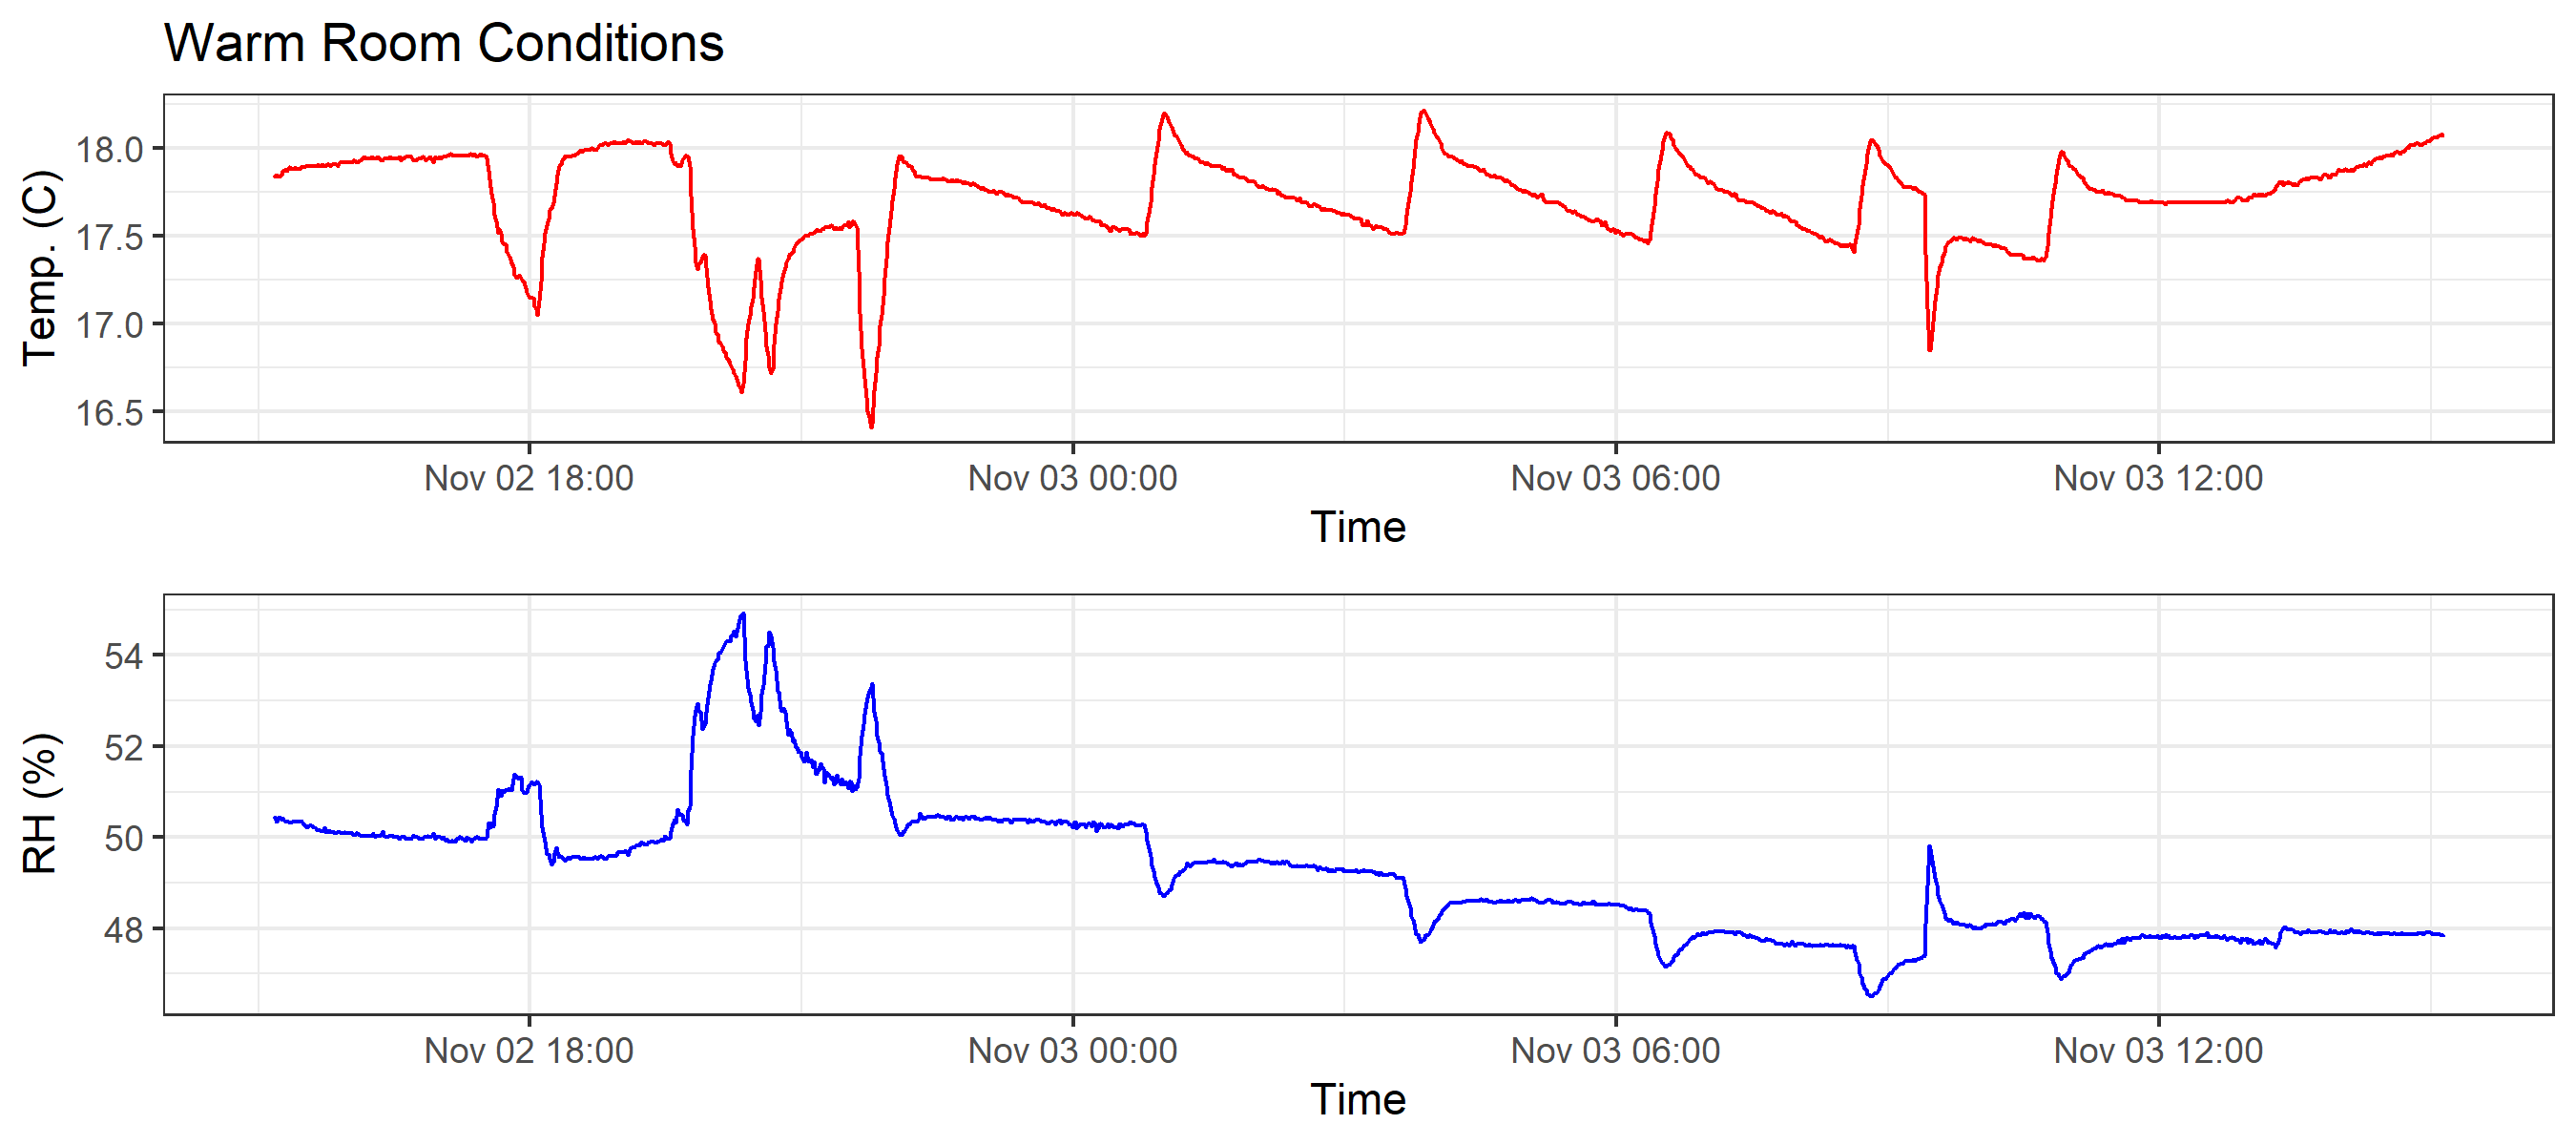 Warm Room Conditions
Temp. (C)
18.0
17.5
17.0
16.5
Nov 02 18:00 Nov 03 00:00 Nov 03 06:00 Nov 03 12:00
Time
RH (%)
54
52
50
48
Nov 02 18:00 Nov 03 00:00 Nov 03 06:00 Nov 03 12:00
Time